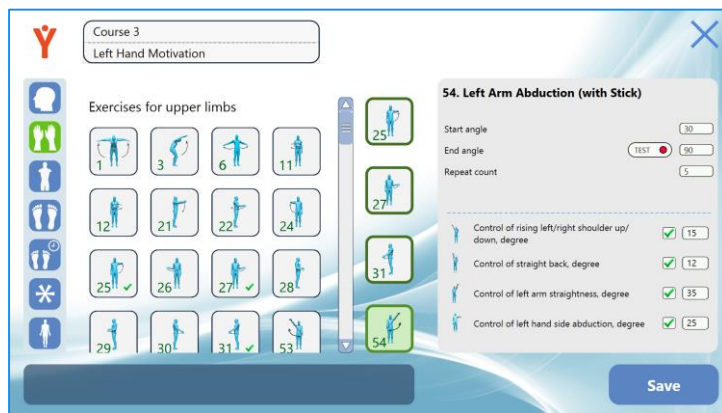 Course 3
Left Hand Motivation
Exercises for upper limbs
1 3 6 11
12 21 22 24
25 26 27 28
29 30 31 53
25
27
31
54
54. Left Arm Abduction (with Stick)
Start angle 30
End angle TEST 90
Repeat count 5
Control of rising left/right shoulder up/
down, degree 15
Control of straight back, degree 12
Control of left arm straightness, degree 35
Control of left hand side abduction, degree 25
Save